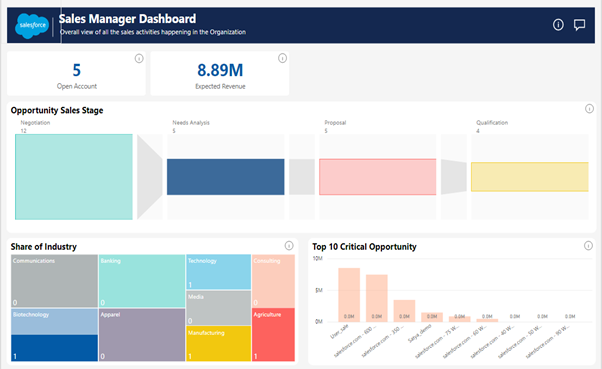 salesforce
Sales Manager Dashboard
Overall view of all the sales activities happening in the Organization
5
Open Account
8.89M
Expected Revenue
Opportunity Sales Stage
Negotiation
12
Needs Analysis
5
Proposal
5
Qualification
4
Share of Industry
Communications
0
Banking
0
Technology
1
Consulting
0
Media
0
Biotechnology
1
Apparel
0
Manufacturing
1
Agriculture
1
Top 10 Critical Opportunity
10M
5M
0M
0.0M 0.0M 0.0M 0.0M 0.0M 0.0M 0.0M 0.0M 0.0M
User_sale
salesforce.com - 600 ...
salesforce.com - 350 ...
Satya_demo
salesforce.com - 75 W...
salesforce.com - 60 W...
salesforce.com - 40 W...
salesforce.com - 50 W...
salesforce.com - 90 W...